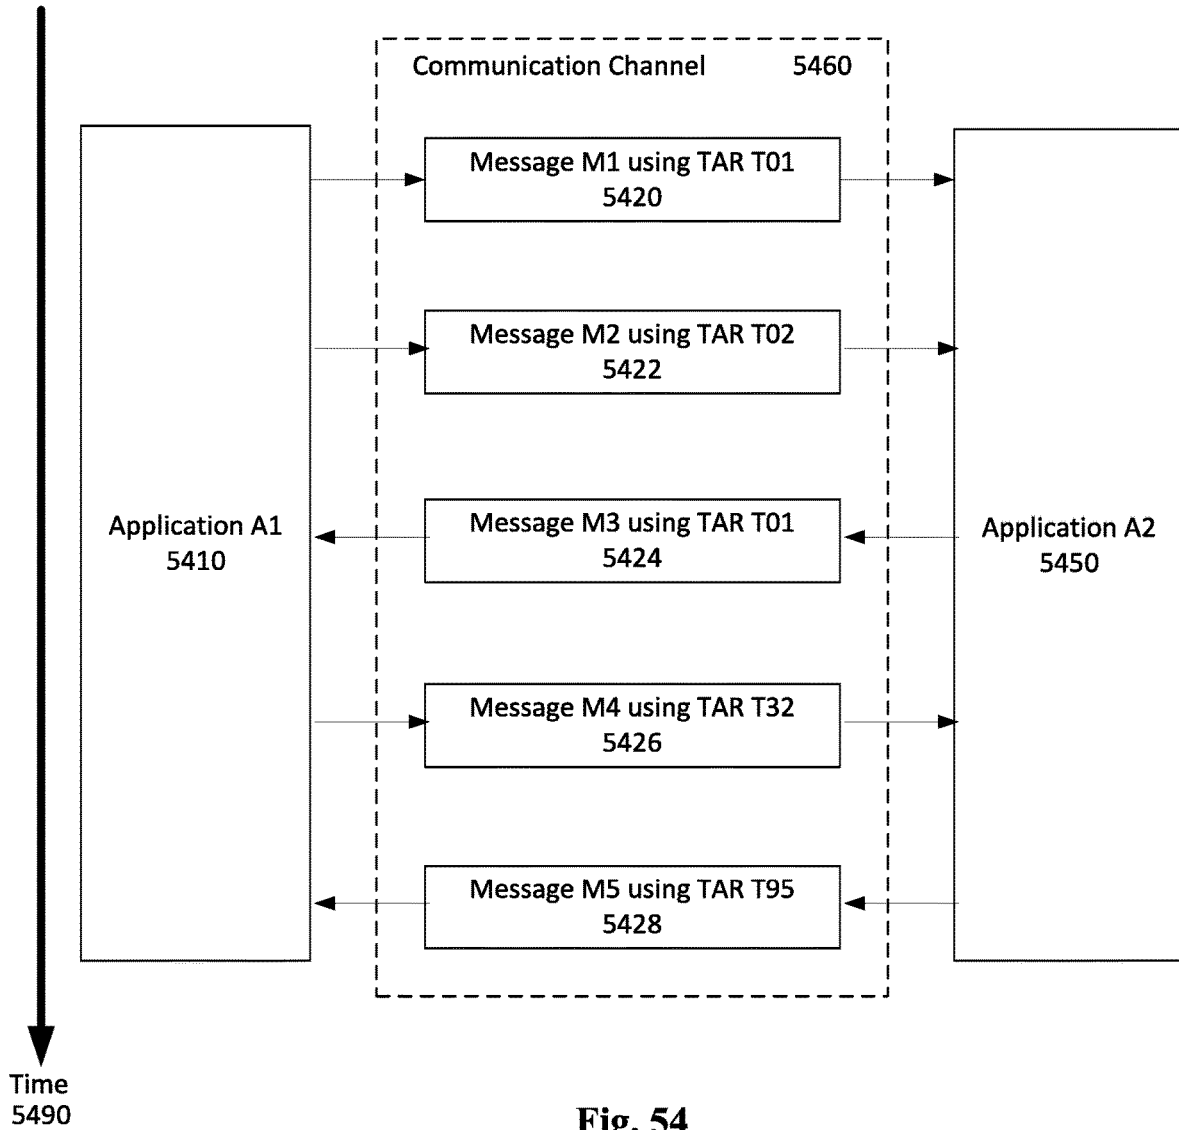 Communication Channel 5460
Message M1 using TAR T01
5420
Message M2 using TAR T02
5422
Application A1
5410
Message M3 using TAR T01
5424
Application A2
5450
Message M4 using TAR T32
5426
Message M5 using TAR T95
5428
Time
5490
Fig. 54